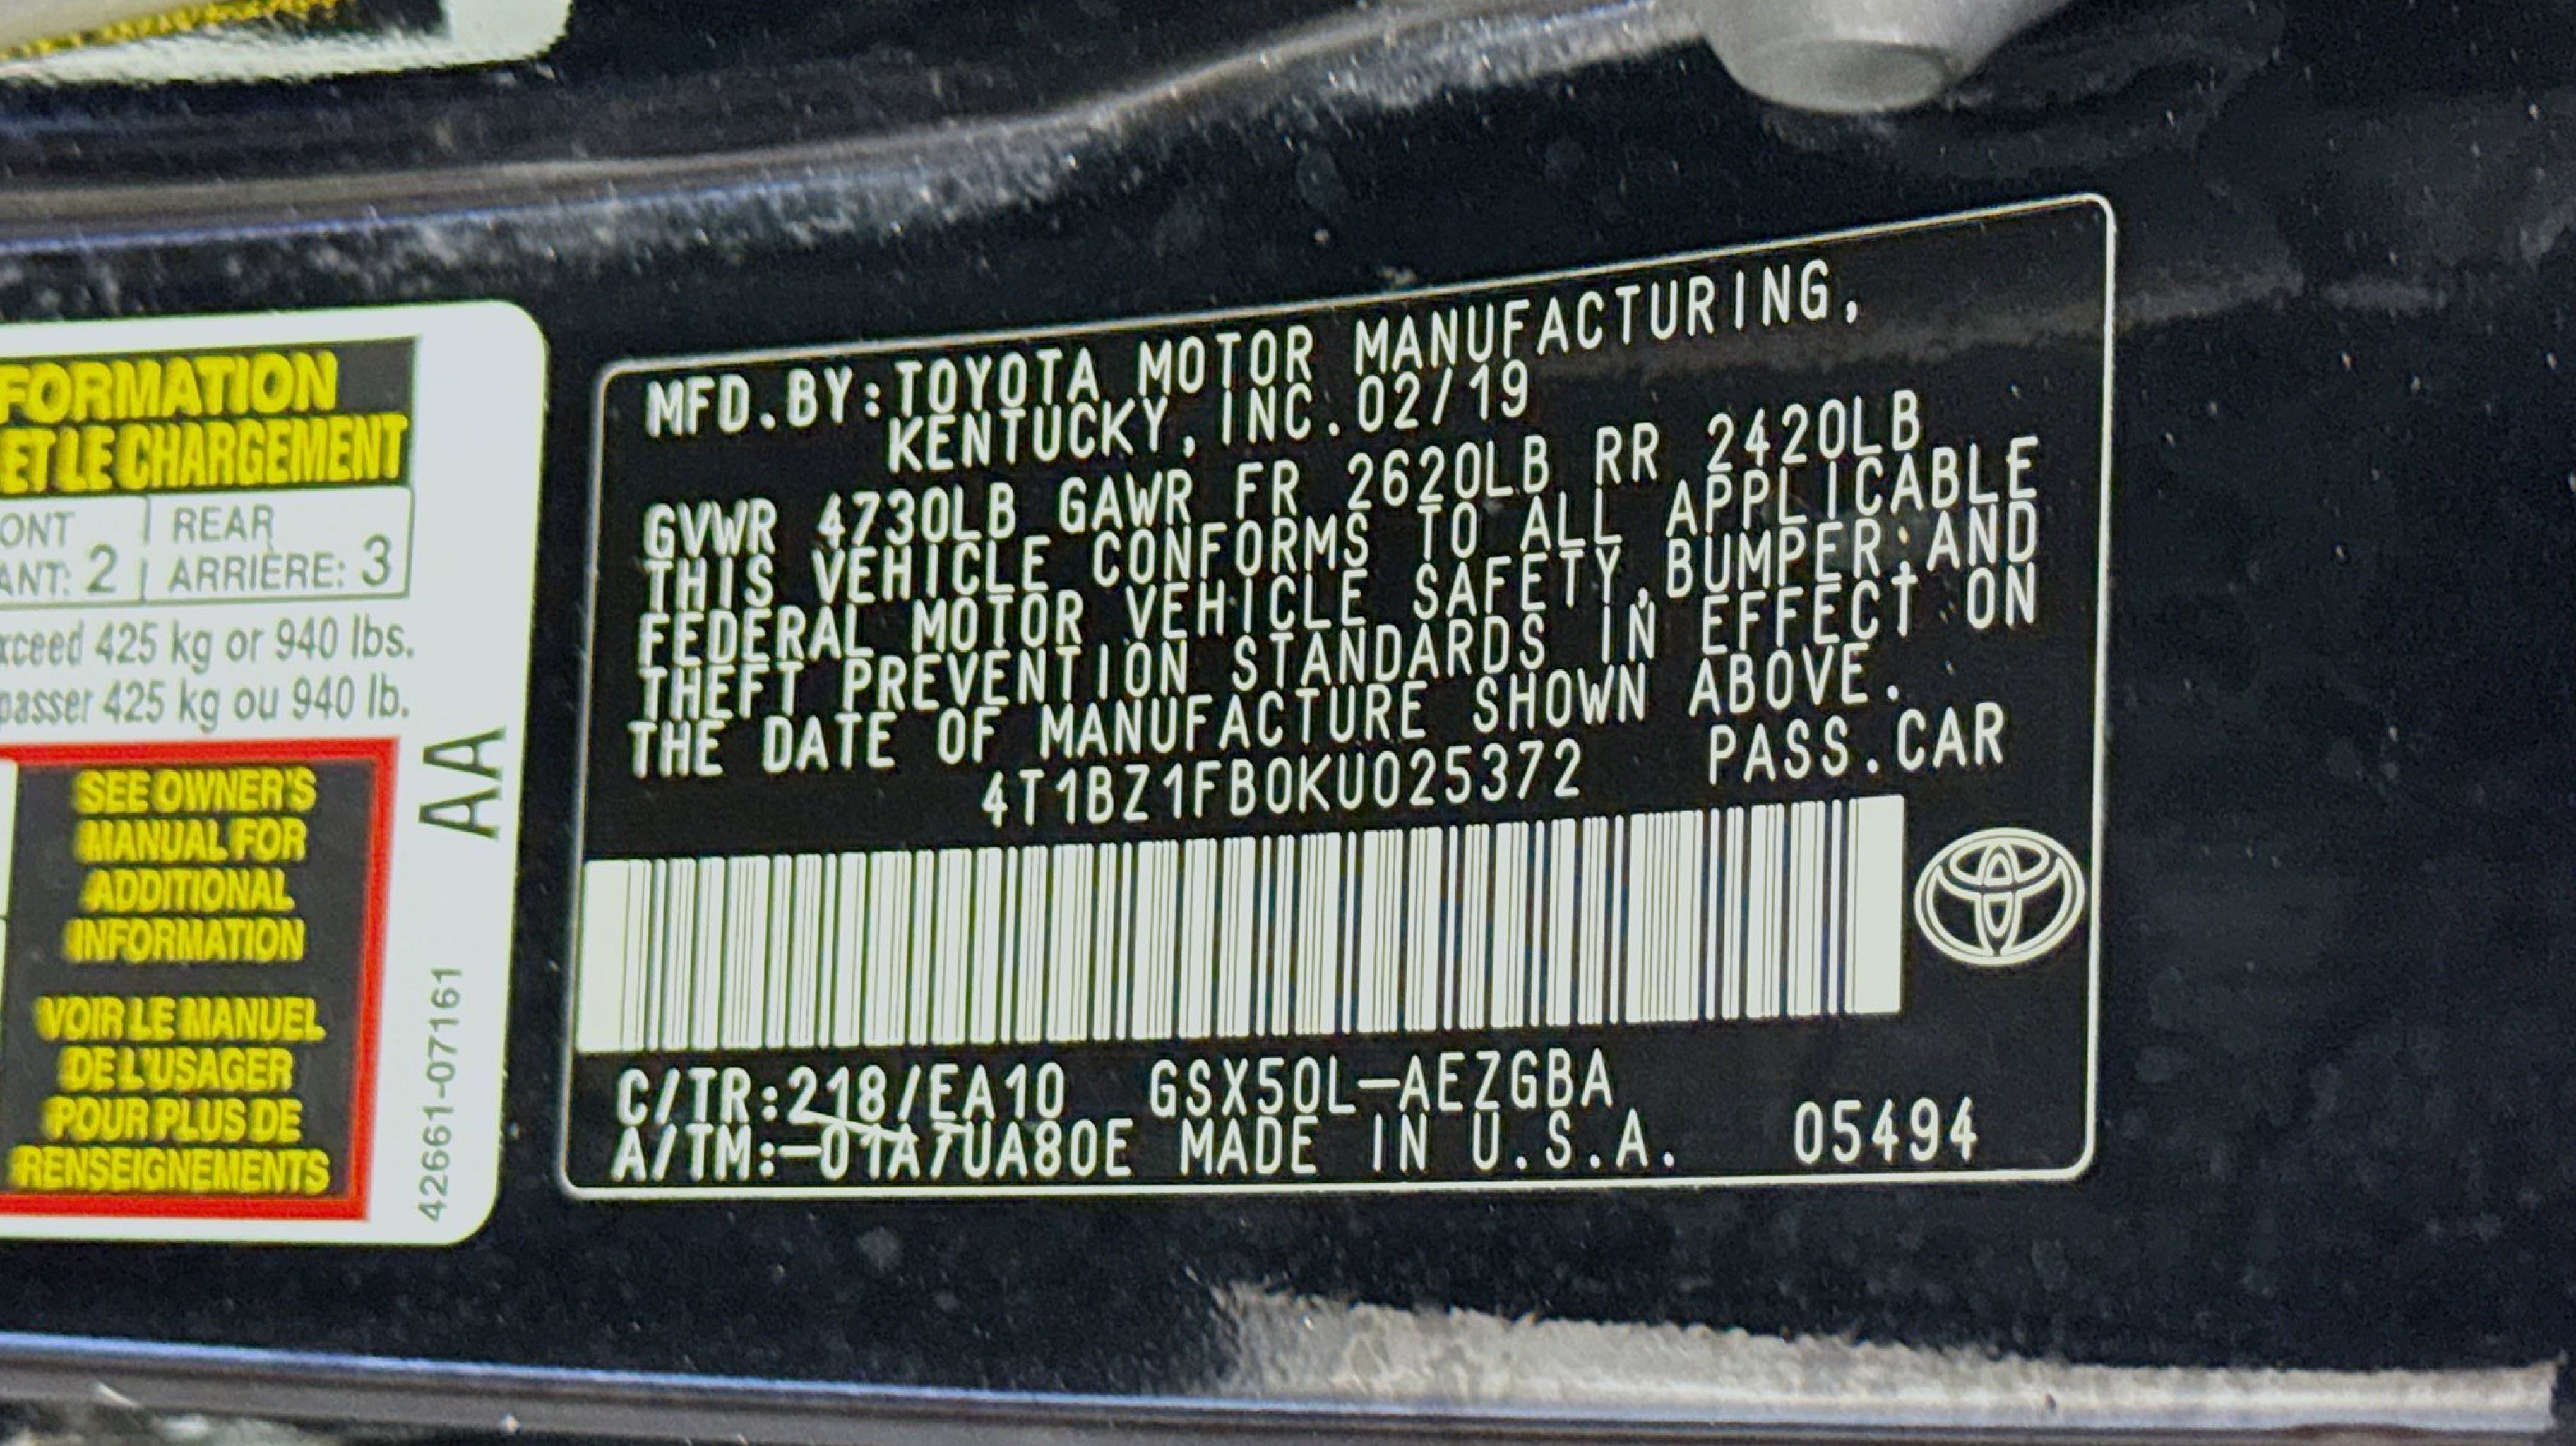 FORMATION
ET LE CHARGEMENT
ONT REAR
ANT: 2 ARRIÈRE: 3
xceed 425 kg or 940 lbs.
passer 425 kg ou 940 lb.
SEE OWNER'S
MANUAL FOR
ADDITIONAL
INFORMATION
VOIR LE MANUEL
DE L'USAGER
POUR PLUS DE
RENSEIGNEMENTS
AA
42661-07161
MFD.BY:TOYOTA MOTOR MANUFACTURING,
KENTUCKY, INC. 02/19
GVWR 4730LB GAWR FR 2620LB RR 2420LB
THIS VEHICLE CONFORMS TO ALL APPLICABLE
FEDERAL MOTOR VEHICLE SAFETY,BUMPER,AND
THEFT PREVENTION STANDARDS IN EFFECT ON
THE DATE OF MANUFACTURE SHOWN ABOVE.
4T1BZ1FB0KU025372 PASS.CAR
C/TR:218/EA10 GSX50L-AEZGBA
A/TM:-01A/UA80E MADE IN U.S.A. 05494